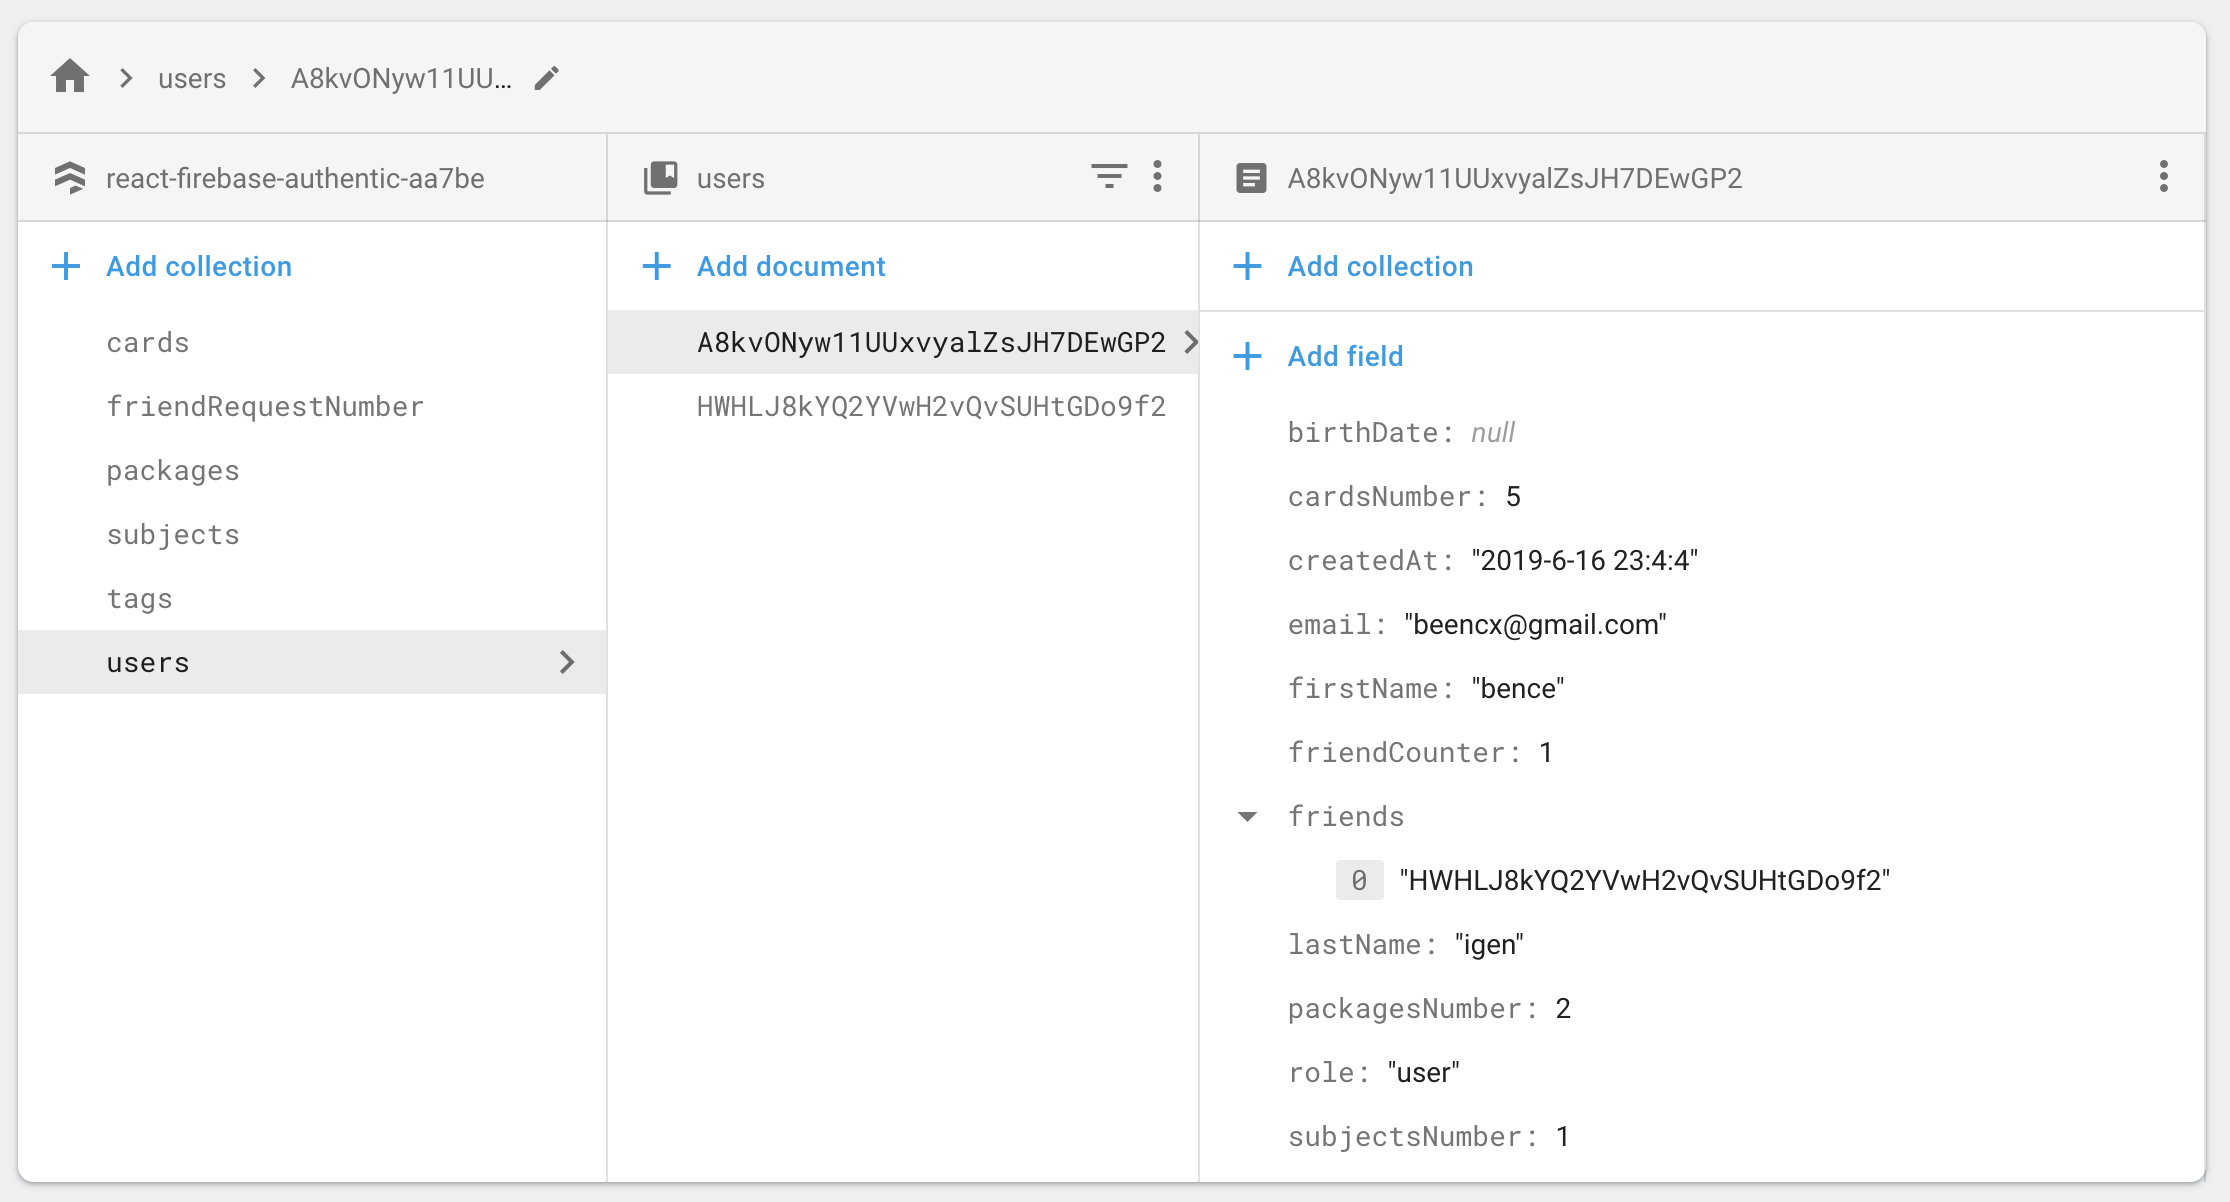 users
A8kvONyw11UU...
react-firebase-authentic-aa7be
Add collection
cards
friendRequestNumber
packages
subjects
tags
users
users
Add document
A8kvONyw11UUxvyalZsJH7DEwGP2
HWHLJ8kYQ2YVwH2vQvSUHtGDo9f2
A8kvONyw11UUxvyalZsJH7DEwGP2
Add collection
Add field
birthDate: null
cardsNumber: 5
createdAt: "2019-6-16 23:4:4"
email: "beencx@gmail.com"
firstName: "bence"
friendCounter: 1
friends
0 "HWHLJ8kYQ2YVwH2vQvSUHtGDo9f2"
lastName: "igen"
packagesNumber: 2
role: "user"
subjectsNumber: 1